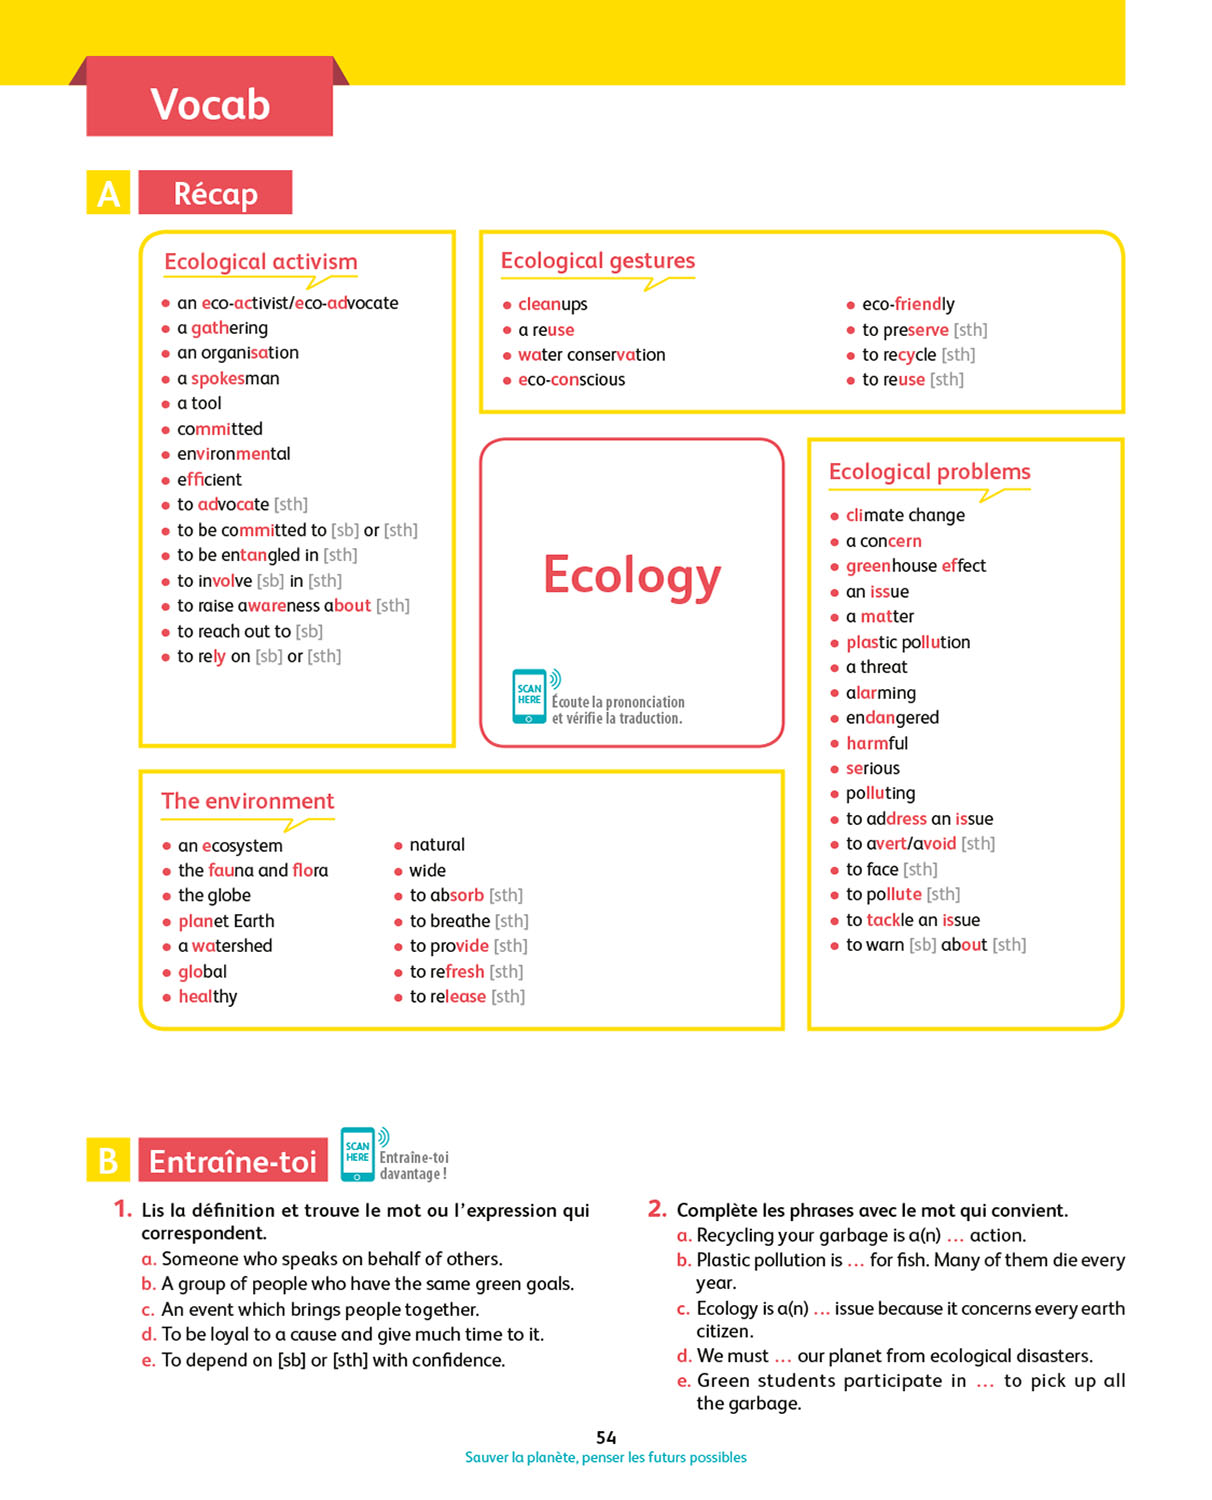 Vocab
A
Récap
Ecological activism
• an eco-activist/eco-advocate
• a gathering
• an organisation
• a spokesman
• a tool
• committed
• environmental
• efficient
• to advocate [sth]
• to be committed to [sb] or [sth]
• to be entangled in [sth]
• to involve [sb] in [sth]
• to raise awareness about [sth]
• to reach out to [sb]
• to rely on [sb] or [sth]
Ecological gestures
• cleanups
• a reuse
• water conservation
• eco-conscious
• eco-friendly
• to preserve [sth]
• to recycle [sth]
• to reuse [sth]
Ecology
SCAN
HERE
Écoute la prononciation
et vérifie la traduction.
Ecological problems
• climate change
• a concern
• greenhouse effect
• an issue
• a matter
• plastic pollution
• a threat
• alarming
• endangered
• harmful
• serious
• polluting
• to address an issue
• to avert/avoid [sth]
• to face [sth]
• to pollute [sth]
• to tackle an issue
• to warn [sb] about [sth]
The environment
• an ecosystem
• the fauna and flora
• the globe
• planet Earth
• a watershed
• global
• healthy
• natural
• wide
• to absorb [sth]
• to breathe [sth]
• to provide [sth]
• to refresh [sth]
• to release [sth]
B
Entraîne-toi
SCAN
HERE
Entraîne-toi
davantage !
1. Lis la définition et trouve le mot ou l'expression qui
correspondent.
a. Someone who speaks on behalf of others.
b. A group of people who have the same green goals.
c. An event which brings people together.
d. To be loyal to a cause and give much time to it.
e. To depend on [sb] or [sth] with confidence.
2. Complète les phrases avec le mot qui convient.
a. Recycling your garbage is a(n) … action.
b. Plastic pollution is … for fish. Many of them die every
year.
c. Ecology is a(n) … issue because it concerns every earth
citizen.
d. We must … our planet from ecological disasters.
e. Green students participate in … to pick up all
the garbage.
54
Sauver la planète, penser les futurs possibles